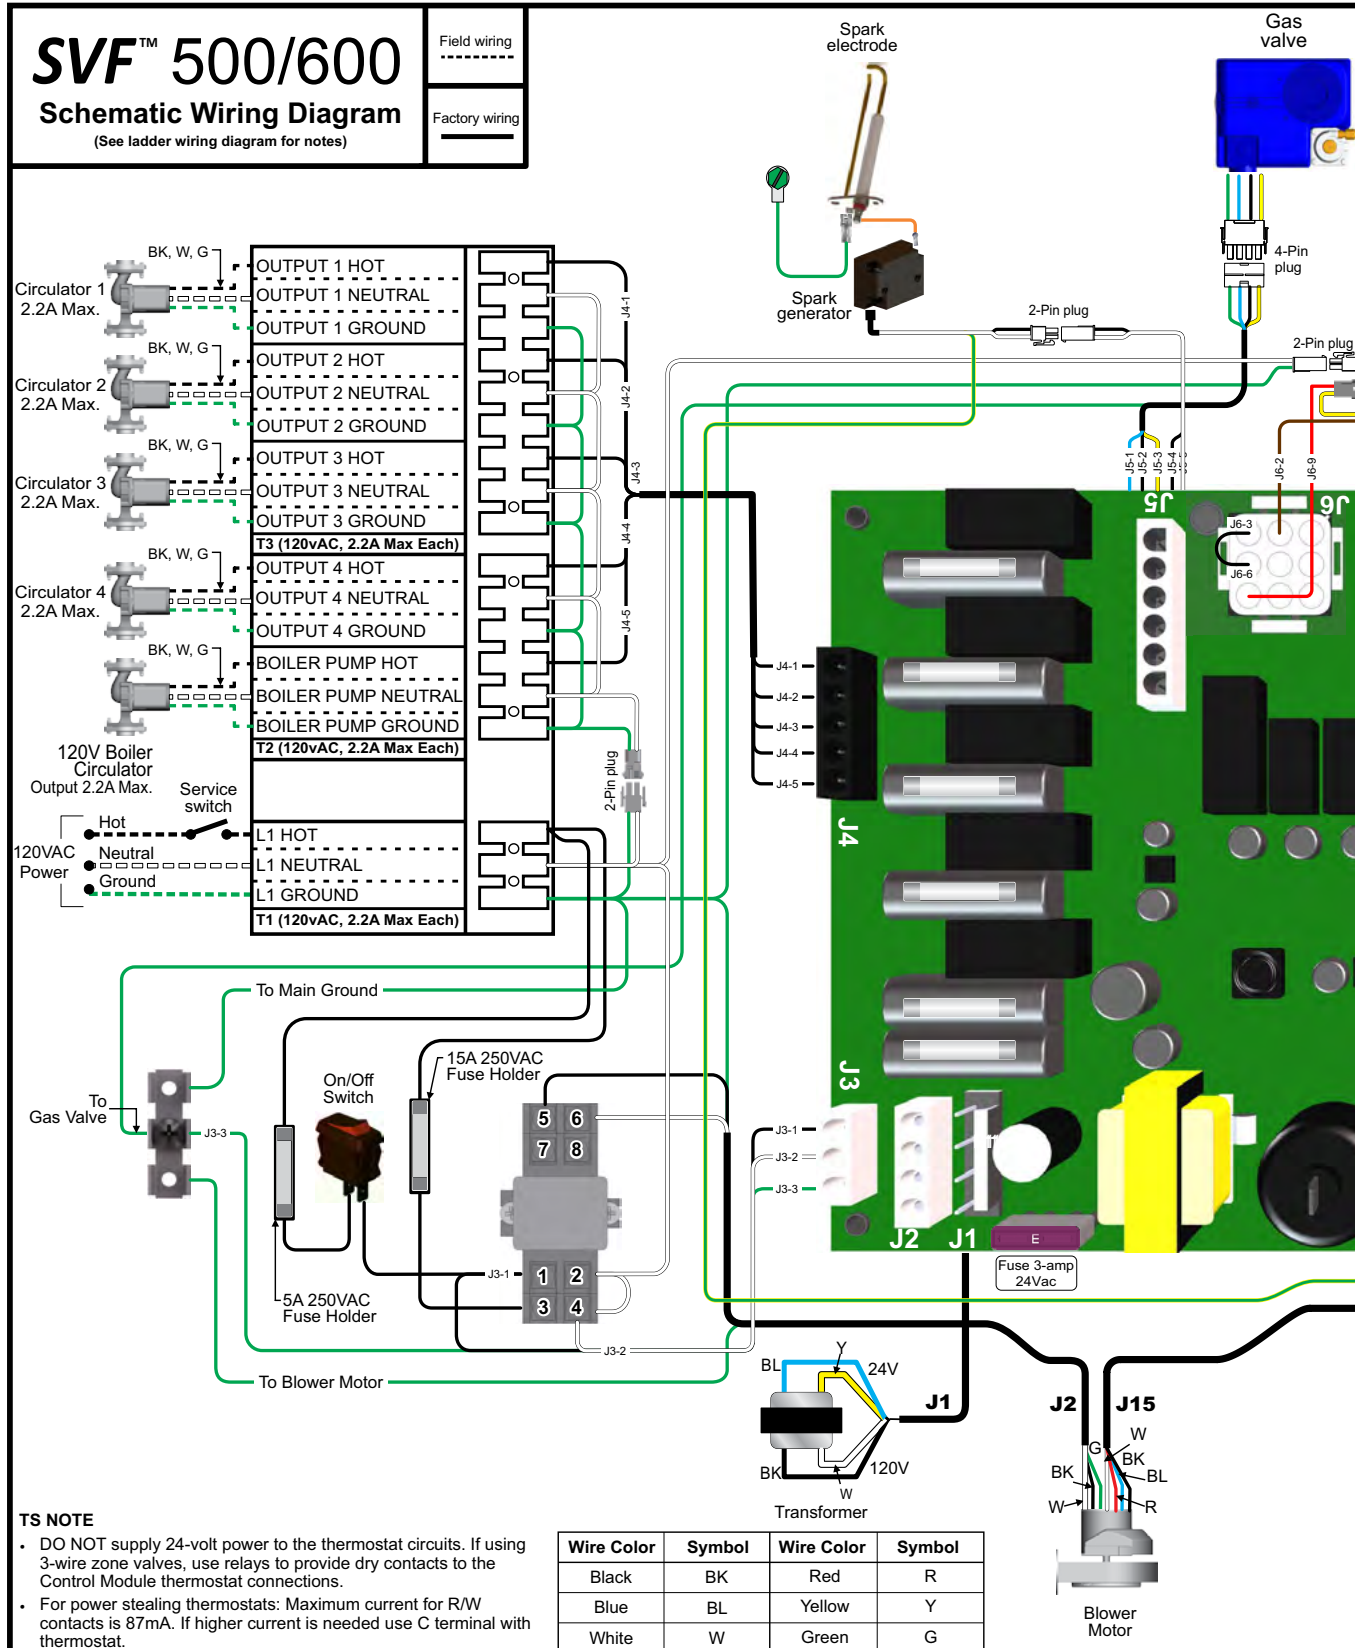 SVF™ 500/600
Schematic Wiring Diagram
(See ladder wiring diagram for notes)
Field wiring
Factory wiring
Spark
electrode
Gas
valve
4-Pin
plug
Spark
generator
2-Pin plug
2-Pin plug
Circulator 1
2.2A Max.
BK, W, G
OUTPUT 1 HOT
OUTPUT 1 NEUTRAL
OUTPUT 1 GROUND
Circulator 2
2.2A Max.
BK, W, G
OUTPUT 2 HOT
OUTPUT 2 NEUTRAL
OUTPUT 2 GROUND
Circulator 3
2.2A Max.
BK, W, G
OUTPUT 3 HOT
OUTPUT 3 NEUTRAL
OUTPUT 3 GROUND
T3 (120vAC, 2.2A Max Each)
Circulator 4
2.2A Max.
BK, W, G
OUTPUT 4 HOT
OUTPUT 4 NEUTRAL
OUTPUT 4 GROUND
BK, W, G
BOILER PUMP HOT
BOILER PUMP NEUTRAL
BOILER PUMP GROUND
T2 (120vAC, 2.2A Max Each)
120V Boiler
Circulator
Output 2.2A Max.
Service
switch
120VAC
Power
Hot
Neutral
Ground
L1 HOT
L1 NEUTRAL
L1 GROUND
T1 (120vAC, 2.2A Max Each)
J4-1
J4-2
J4-3
J4-4
J4-5
2-Pin plug
J5-1
J5-2
J5-3
J5-4
J6-2
J6-9
J5
J6
J6-3
J6-6
J4-1
J4-2
J4-3
J4-4
J4-5
J4
J3
J3-1
J3-2
J3-3
J2
J1
E
Fuse 3-amp
24Vac
To Main Ground
To
Gas Valve
J3-3
On/Off
Switch
15A 250VAC
Fuse Holder
5A 250VAC
Fuse Holder
5 6
7 8
1 2
3 4
J3-1
J3-2
To Blower Motor
BL
Y
24V
BK
W
120V
J1
Transformer
J2
J15
G
W
BK
BL
BK
W
R
Blower
Motor
TS NOTE
• DO NOT supply 24-volt power to the thermostat circuits. If using
3-wire zone valves, use relays to provide dry contacts to the
Control Module thermostat connections.
• For power stealing thermostats: Maximum current for R/W
contacts is 87mA. If higher current is needed use C terminal with
thermostat.
Wire Color Symbol Wire Color Symbol
Black BK Red R
Blue BL Yellow Y
White W Green G